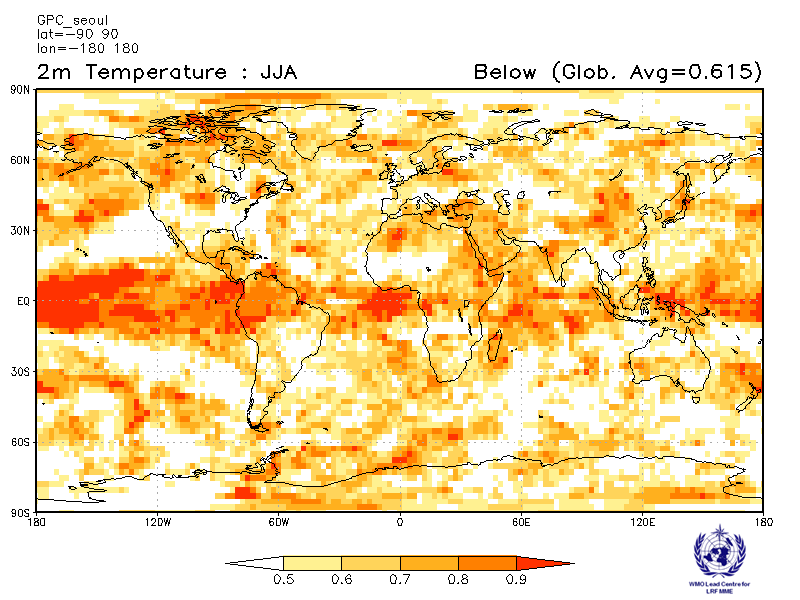 GPC_seoul
lat=−90 90
lon=−180 180
2m Temperature : JJA
Below (Glob. Avg=0.615)
90N
60N
30N
EQ
30S
60S
90S
180
120W
60W
0
60E
120E
180
0.5
0.6
0.7
0.8
0.9
WMO Lead Centre for
LRF MME